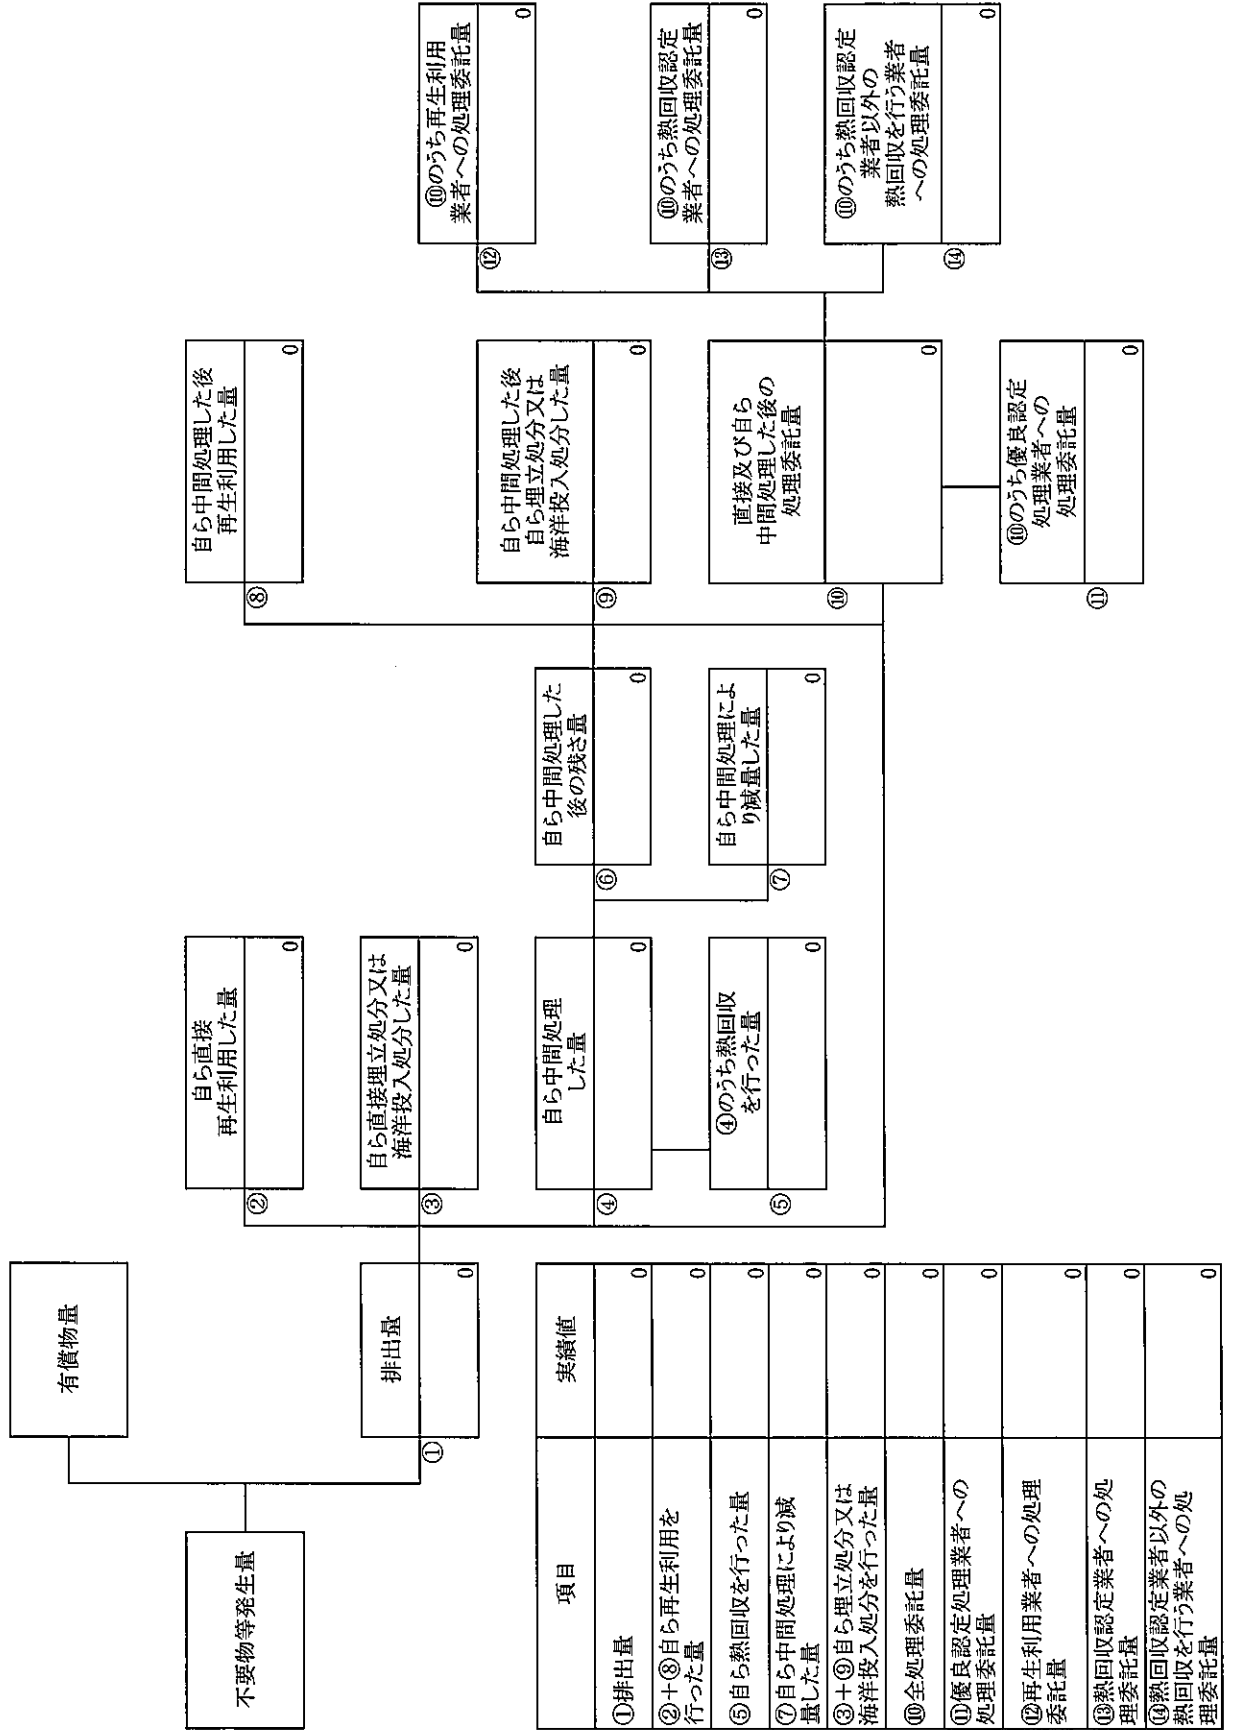 不要物等発生量
有償物量
①
排出量
0
②
自ら直接
再生利用した量
0
③
自ら直接埋立処分又は
海洋投入処分した量
0
④
自ら中間処理
した量
0
⑤
④のうち熱回収
を行った量
0
⑥
自ら中間処理した
後の残さ量
0
⑦
自ら中間処理によ
り減量した量
0
⑧
自ら中間処理した後
再生利用した量
0
⑨
自ら中間処理した後
自ら埋立処分又は
海洋投入処分した量
0
⑩
直接及び自ら
中間処理した後の
処理委託量
0
⑪
⑩のうち優良認定
処理業者への
処理委託量
0
⑫
⑩のうち再生利用
業者への処理委託量
0
⑬
⑩のうち熱回収認定
業者への処理委託量
0
⑭
⑩のうち熱回収認定
業者以外の
熱回収を行う業者
への処理委託量
0
項目 実績値
①排出量 0
②+⑧自ら再生利用を
行った量 0
⑤自ら熱回収を行った量 0
⑦自ら中間処理により減
量した量 0
③+⑨自ら埋立処分又は
海洋投入処分を行った量 0
⑩全処理委託量 0
⑪優良認定処理業者への
処理委託量 0
⑫再生利用業者への処理
委託量 0
⑬熱回収認定業者への処
理委託量 0
⑭熱回収認定業者以外の
熱回収を行う業者への処
理委託量 0